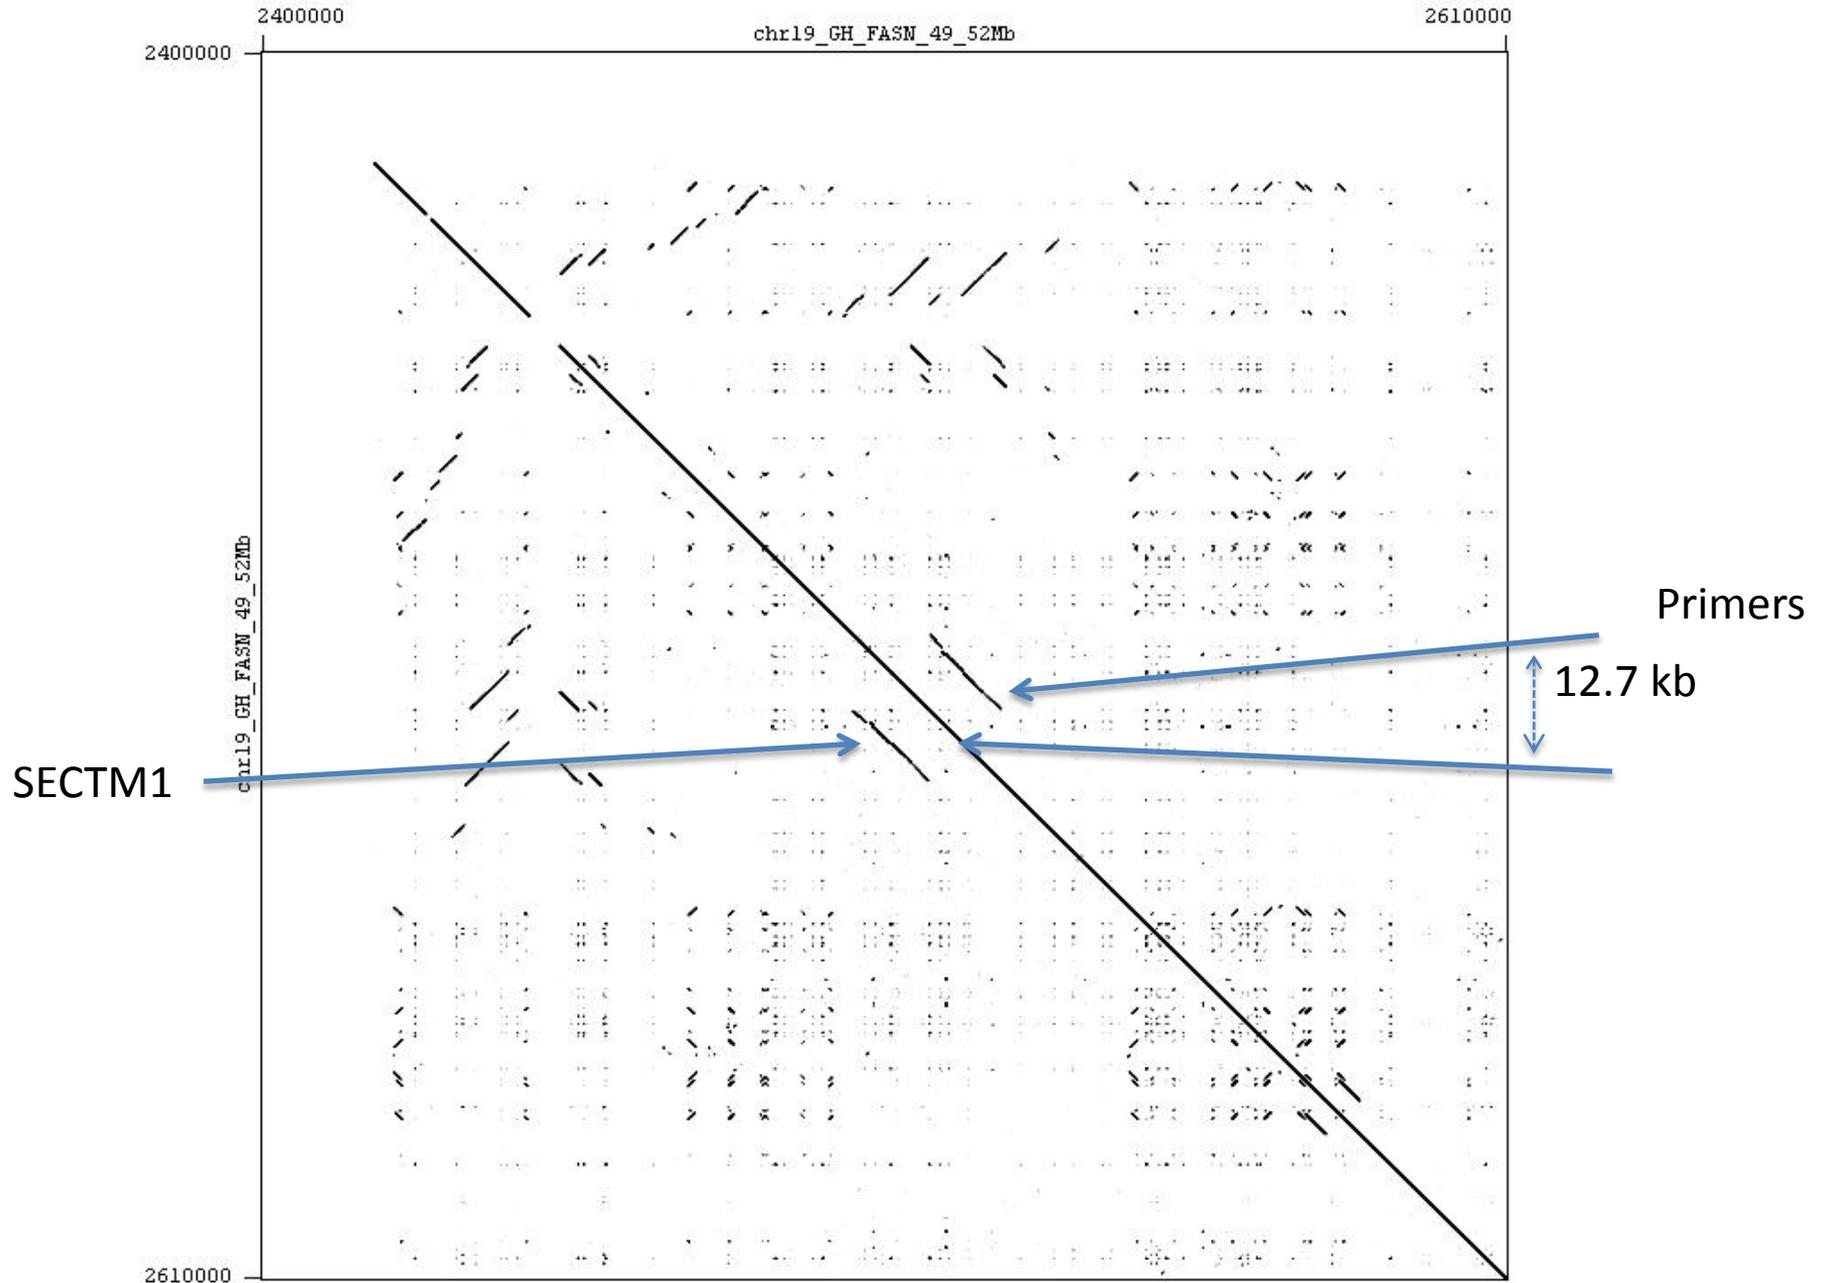 2400000
2610000
chr19_GH_FASN_49_52Mb
2400000
chr19_GH_FASN_49_52Mb
Primers
12.7 kb
SECTM1
2610000